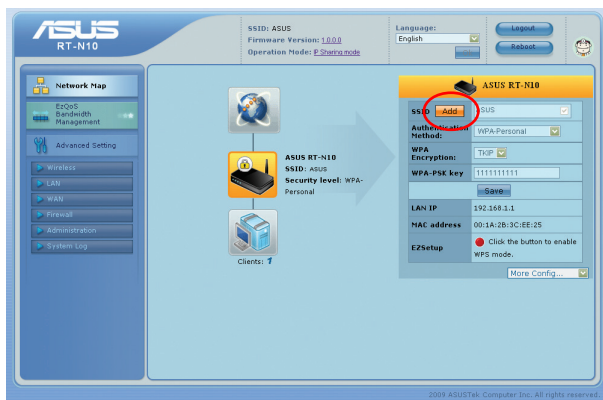 ASUS
RT-N10
SSID: ASUS
Firmware Version: 1.0.0.0
Operation Mode: IP Sharing mode
Language:
English
Logout
Reboot
Network Map
EzQoS
Bandwidth
Management
Advanced Setting
Wireless
LAN
WAN
Firewall
Administration
System Log
ASUS RT-N10
SSID: ASUS
Security level: WPA-
Personal
Clients: 1
ASUS RT-N10
SSID Add ASUS
Authentication
Method: WPA-Personal
WPA
Encryption: TKIP
WPA-PSK key 1111111111
Save
LAN IP 192.168.1.1
MAC address 00:1A:2B:3C:EE:25
EZSetup Click the button to enable
WPS mode.
More Config...
2009 ASUSTek Computer Inc. All rights reserved.